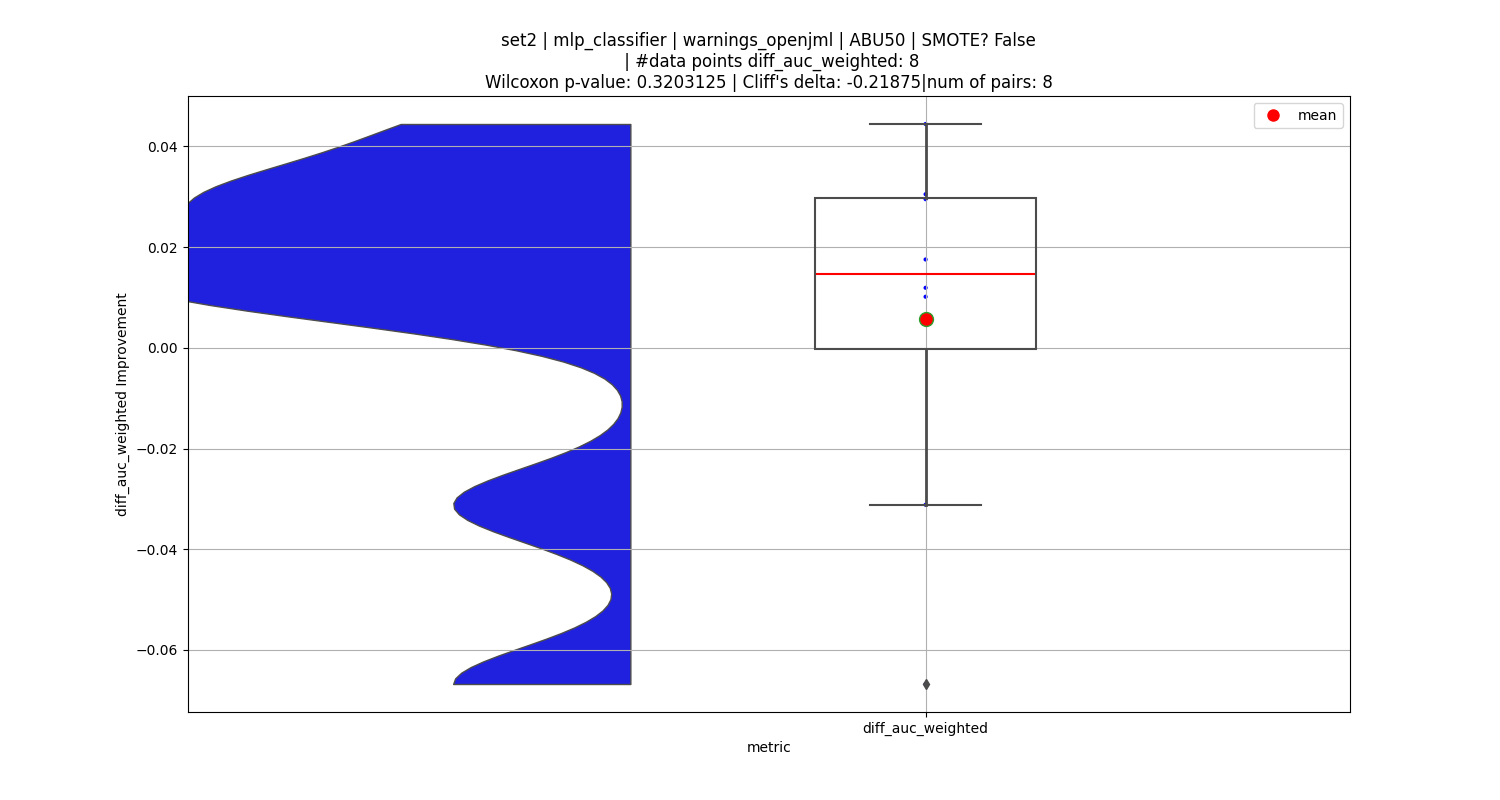 set2 | mlp_classifier | warnings_openjml | ABU50 | SMOTE? False
| #data points diff_auc_weighted: 8
Wilcoxon p-value: 0.3203125 | Cliff's delta: -0.21875|num of pairs: 8
mean
0.04
0.02
0.00
−0.02
−0.04
−0.06
diff_auc_weighted Improvement
diff_auc_weighted
metric